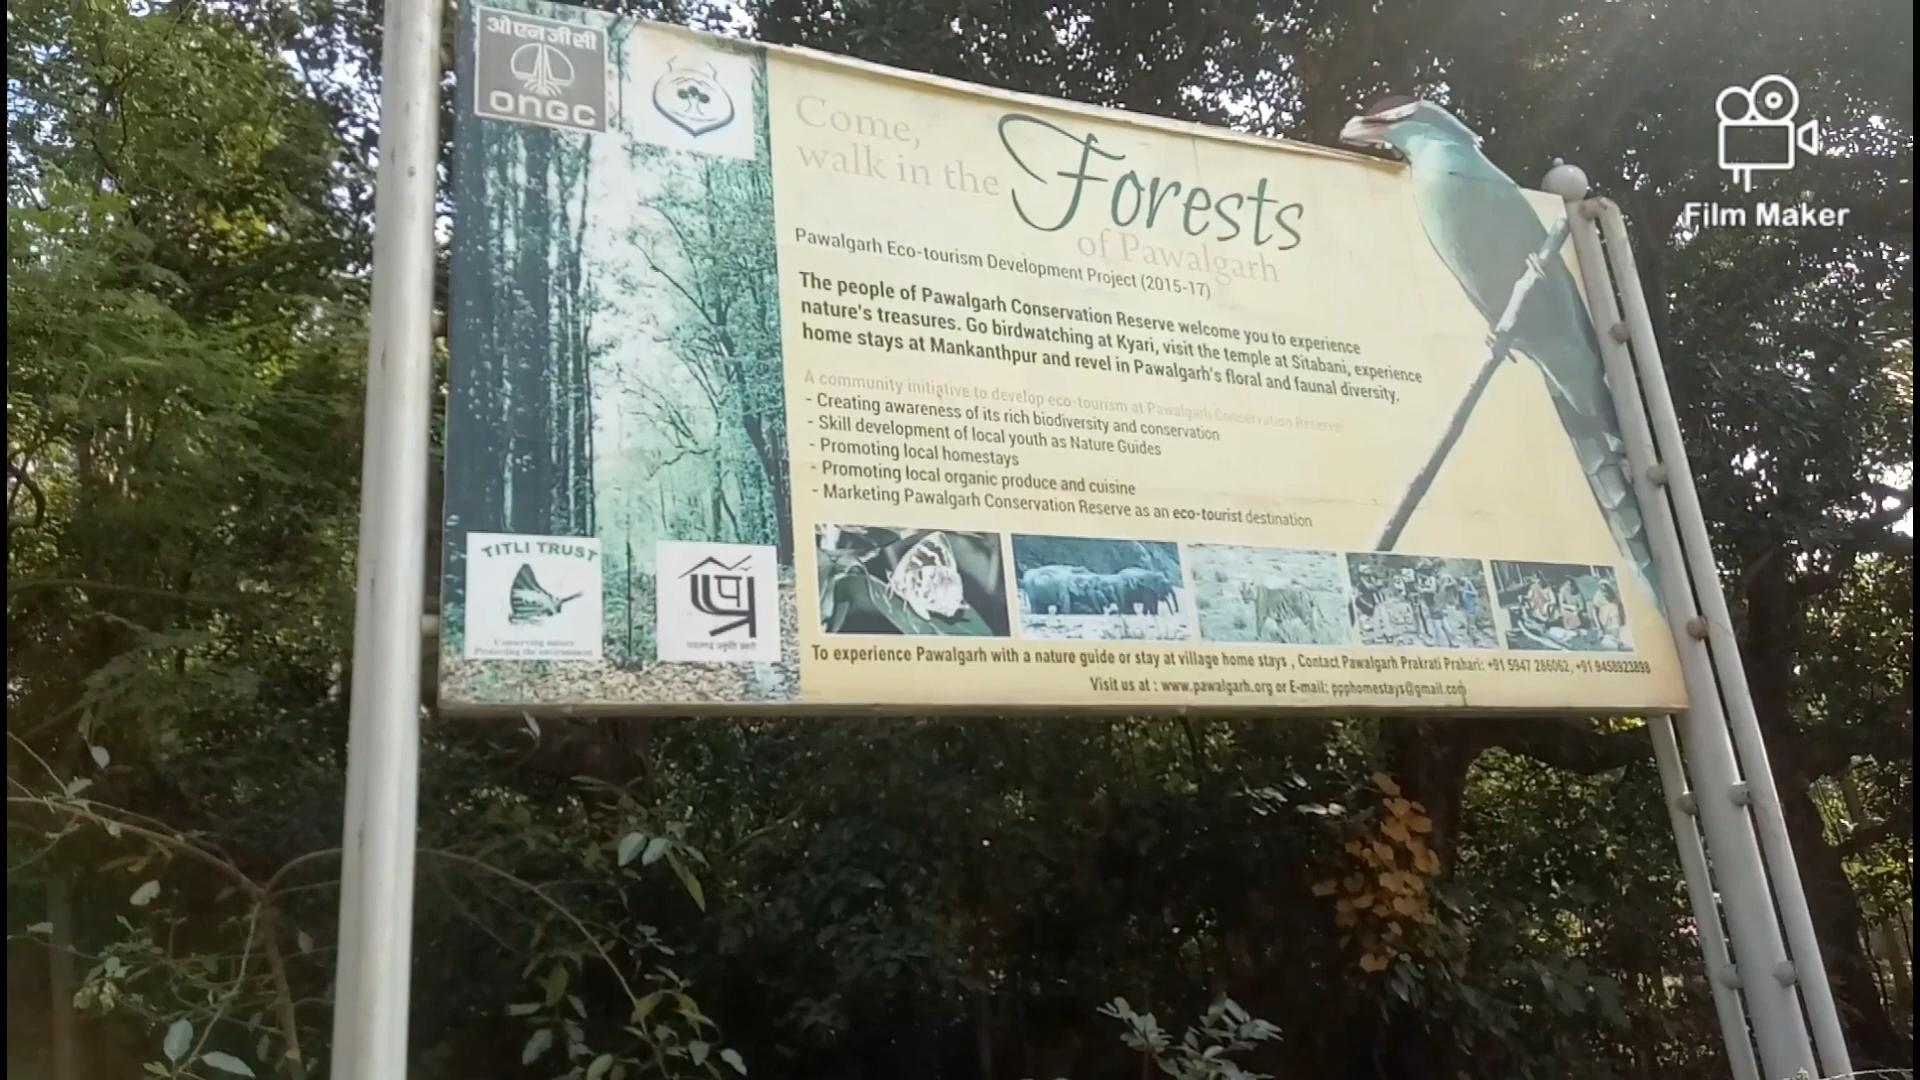 ओएनजीसी
ONGC
Come,
walk in the Forests
of Pawalgarh
Pawalgarh Eco-tourism Development Project (2015-17)
The people of Pawalgarh Conservation Reserve welcome you to experience
nature's treasures. Go birdwatching at Kyari, visit the temple at Sitabani, experience
home stays at Mankanthpur and revel in Pawalgarh's floral and faunal diversity.
A community initiative to develop eco-tourism at Pawalgarh Conservation Reserve
- Creating awareness of its rich biodiversity and conservation
- Skill development of local youth as Nature Guides
- Promoting local homestays
- Promoting local organic produce and cuisine
- Marketing Pawalgarh Conservation Reserve as an eco-tourist destination
TITLI TRUST
Conserving nature
Protecting the environment
To experience Pawalgarh with a nature guide or stay at village home stays , Contact Pawalgarh Prakrati Prahari: +91 5947 286062, +91 9458923898
Visit us at : www.pawalgarh.org or E-mail: ppphomestays@gmail.com
Film Maker